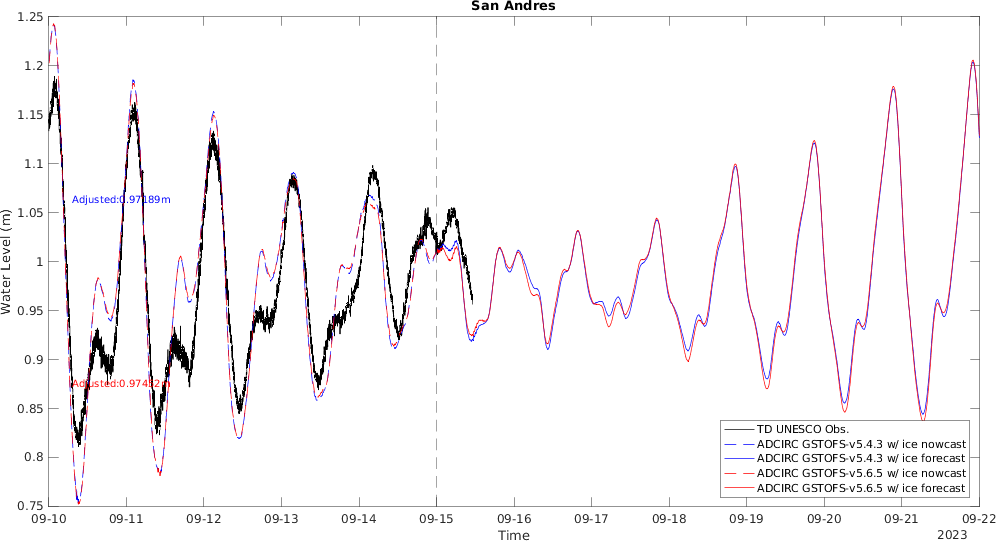 San Andres
1.25
1.2
1.15
1.1
1.05
1
0.95
0.9
0.85
0.8
0.75
Water Level (m)
Adjusted:0.97189m
Adjusted:0.97452m
TD UNESCO Obs.
ADCIRC GSTOFS-v5.4.3 w/ ice nowcast
ADCIRC GSTOFS-v5.4.3 w/ ice forecast
ADCIRC GSTOFS-v5.6.5 w/ ice nowcast
ADCIRC GSTOFS-v5.6.5 w/ ice forecast
09-10 09-11 09-12 09-13 09-14 09-15 09-16 09-17 09-18 09-19 09-20 09-21 09-22
Time
2023